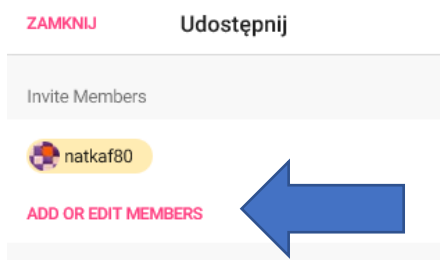 ZAMKNIJ Udostępnij
Invite Members
natkaf80
ADD OR EDIT MEMBERS